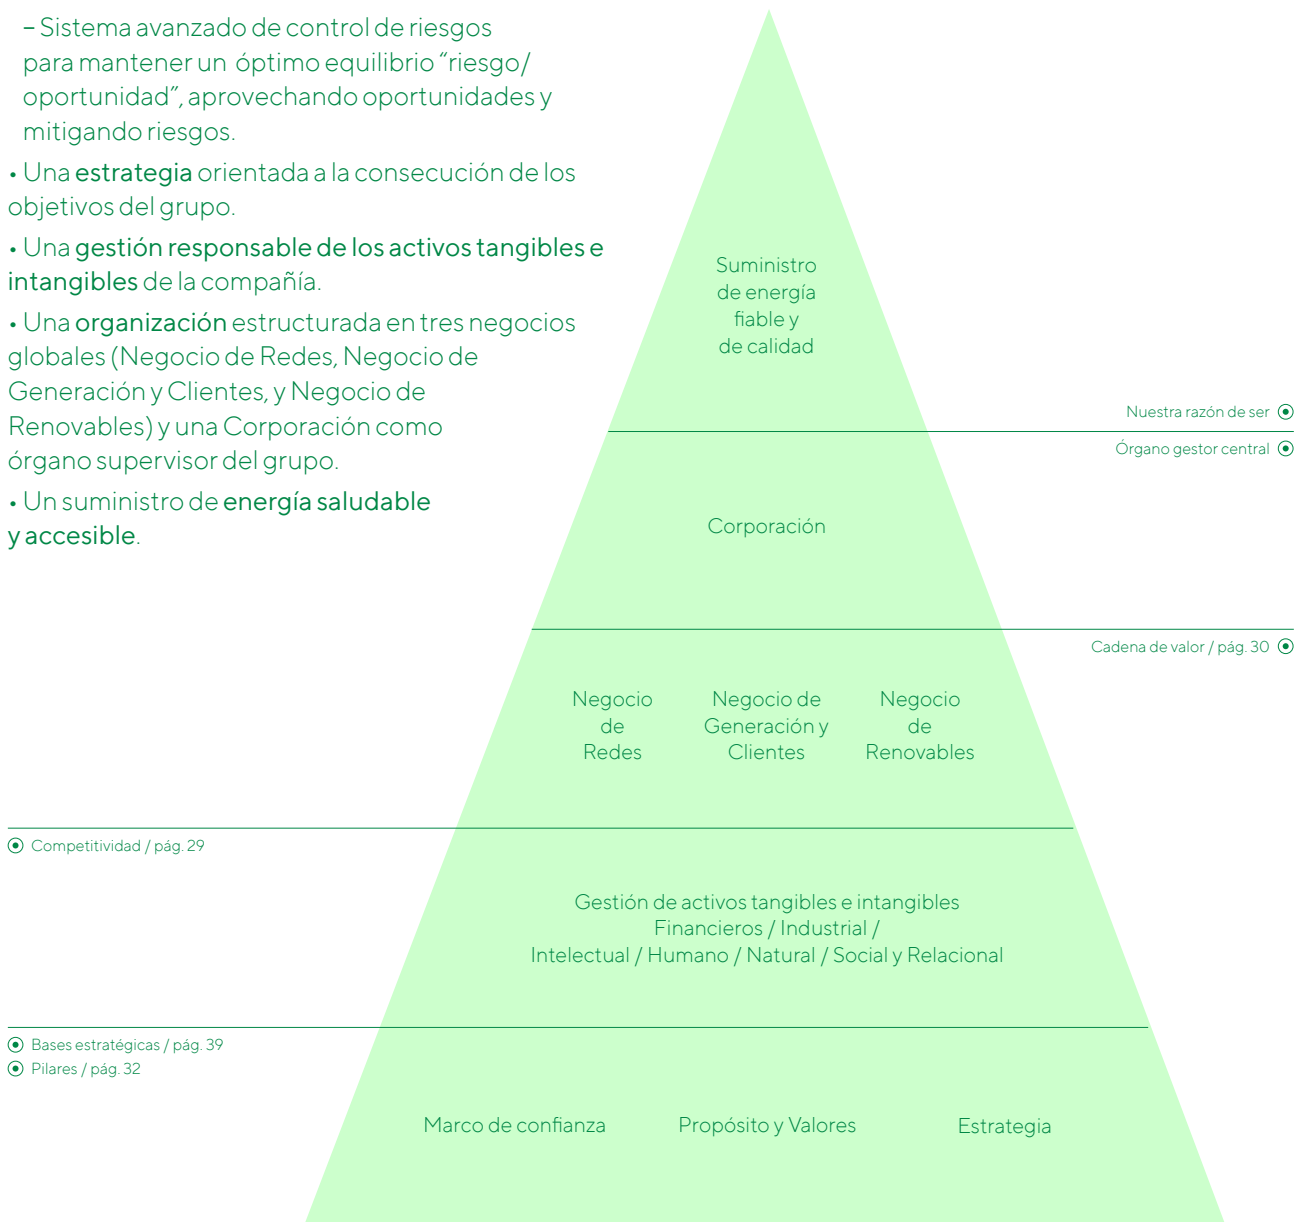 – Sistema avanzado de control de riesgos
para mantener un óptimo equilibrio “riesgo/
oportunidad”, aprovechando oportunidades y
mitigando riesgos.
• Una estrategia orientada a la consecución de los
objetivos del grupo.
• Una gestión responsable de los activos tangibles e
intangibles de la compañía.
• Una organización estructurada en tres negocios
globales (Negocio de Redes, Negocio de
Generación y Clientes, y Negocio de
Renovables) y una Corporación como
órgano supervisor del grupo.
• Un suministro de energía saludable
y accesible.
Suministro
de energía
fiable y
de calidad
Nuestra razón de ser
Órgano gestor central
Corporación
Cadena de valor / pág. 30
Negocio
de
Redes
Negocio de
Generación y
Clientes
Negocio
de
Renovables
Competitividad / pág. 29
Gestión de activos tangibles e intangibles
Financieros / Industrial /
Intelectual / Humano / Natural / Social y Relacional
Bases estratégicas / pág. 39
Pilares / pág. 32
Marco de confianza
Propósito y Valores
Estrategia